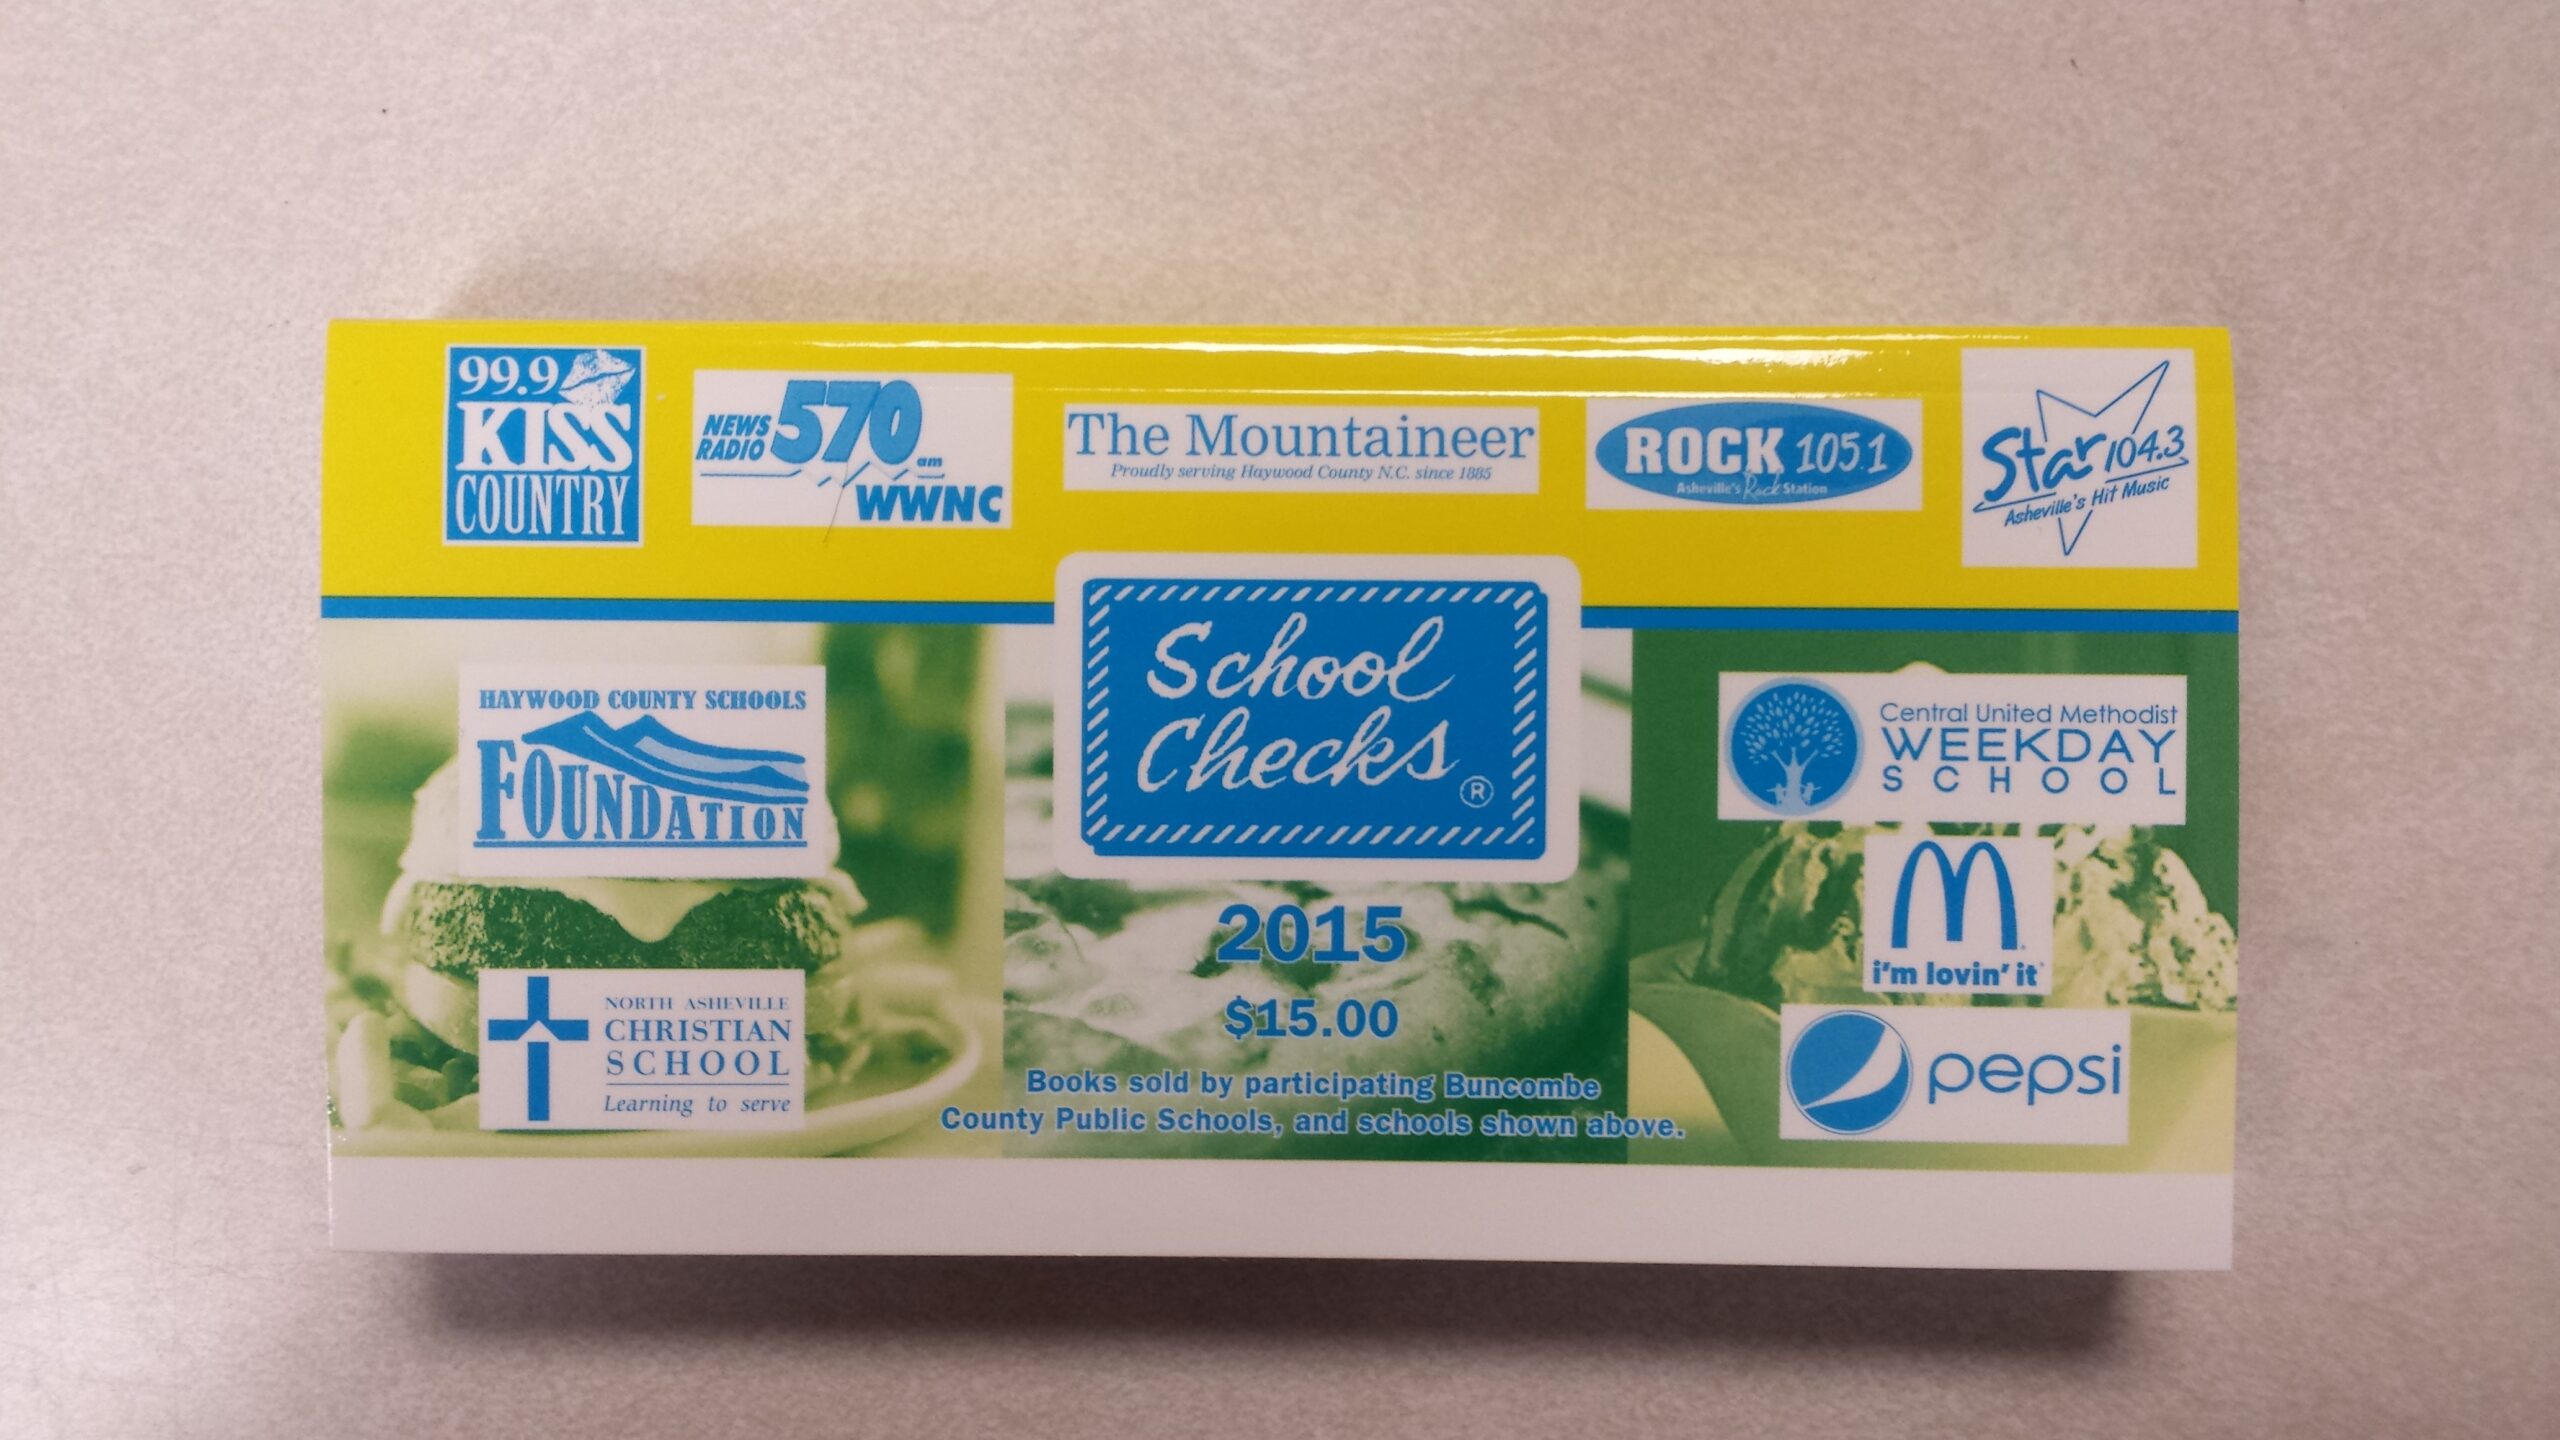 99.9
KISS
COUNTRY
NEWS
RADIO
570
am
WWNC
The Mountaineer
Proudly serving Haywood County N.C. since 1885
ROCK 105.1
Asheville's Rock Station
Star 104.3
Asheville's Hit Music
HAYWOOD COUNTY SCHOOLS
FOUNDATION
NORTH ASHEVILLE
CHRISTIAN
SCHOOL
Learning to serve
School
Checks ®
2015
$15.00
Books sold by participating Buncombe
County Public Schools, and schools shown above.
Central United Methodist
WEEKDAY
SCHOOL
M
i'm lovin' it
pepsi